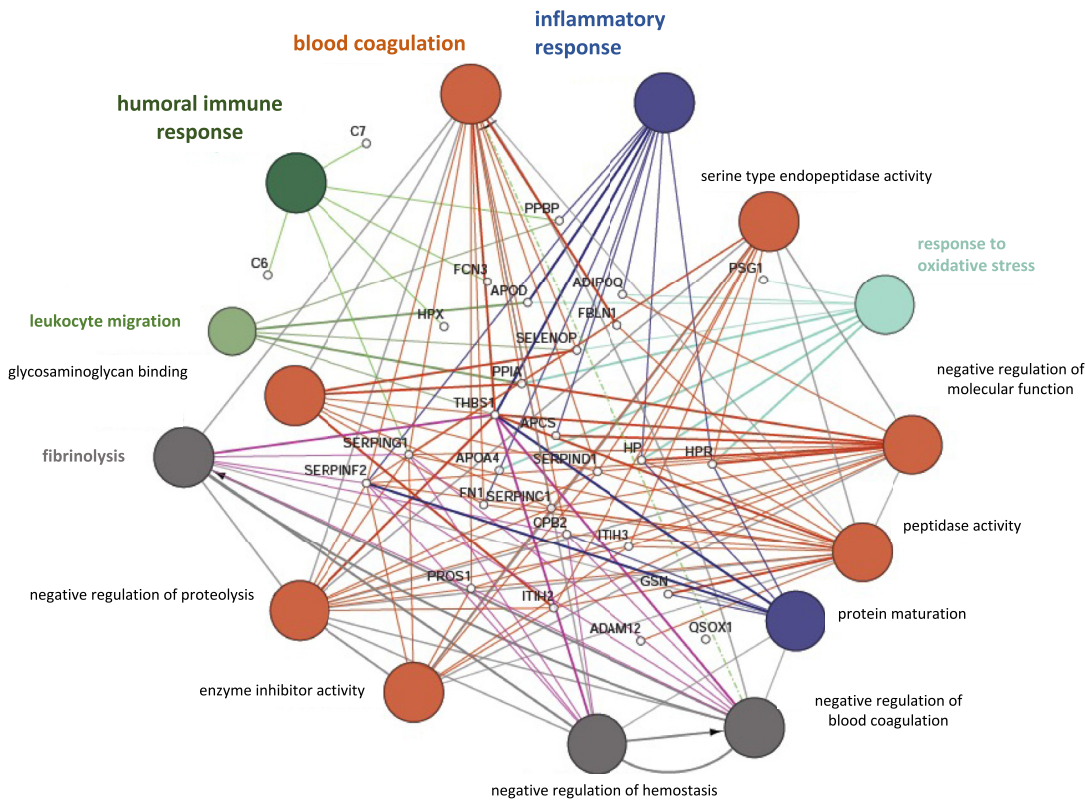 inflammatory
response
blood coagulation
humoral immune
response
C7
serine type endopeptidase activity
PPBP
response to
oxidative stress
C6
FCN3
PSG1
APOD
ADIPOQ
HPX
FBLN1
leukocyte migration
SELENOP
glycosaminoglycan binding
PPIA
negative regulation of
molecular function
THBS1
APCS
SERPING1
HP
HPR
fibrinolysis
APOA4
SERPIND1
SERPINF2
FN1
SERPINC1
CPB2
ITIH3
peptidase activity
PROS1
GSN
negative regulation of proteolysis
ITIH2
protein maturation
ADAM12
QSOX1
enzyme inhibitor activity
negative regulation of
blood coagulation
negative regulation of hemostasis